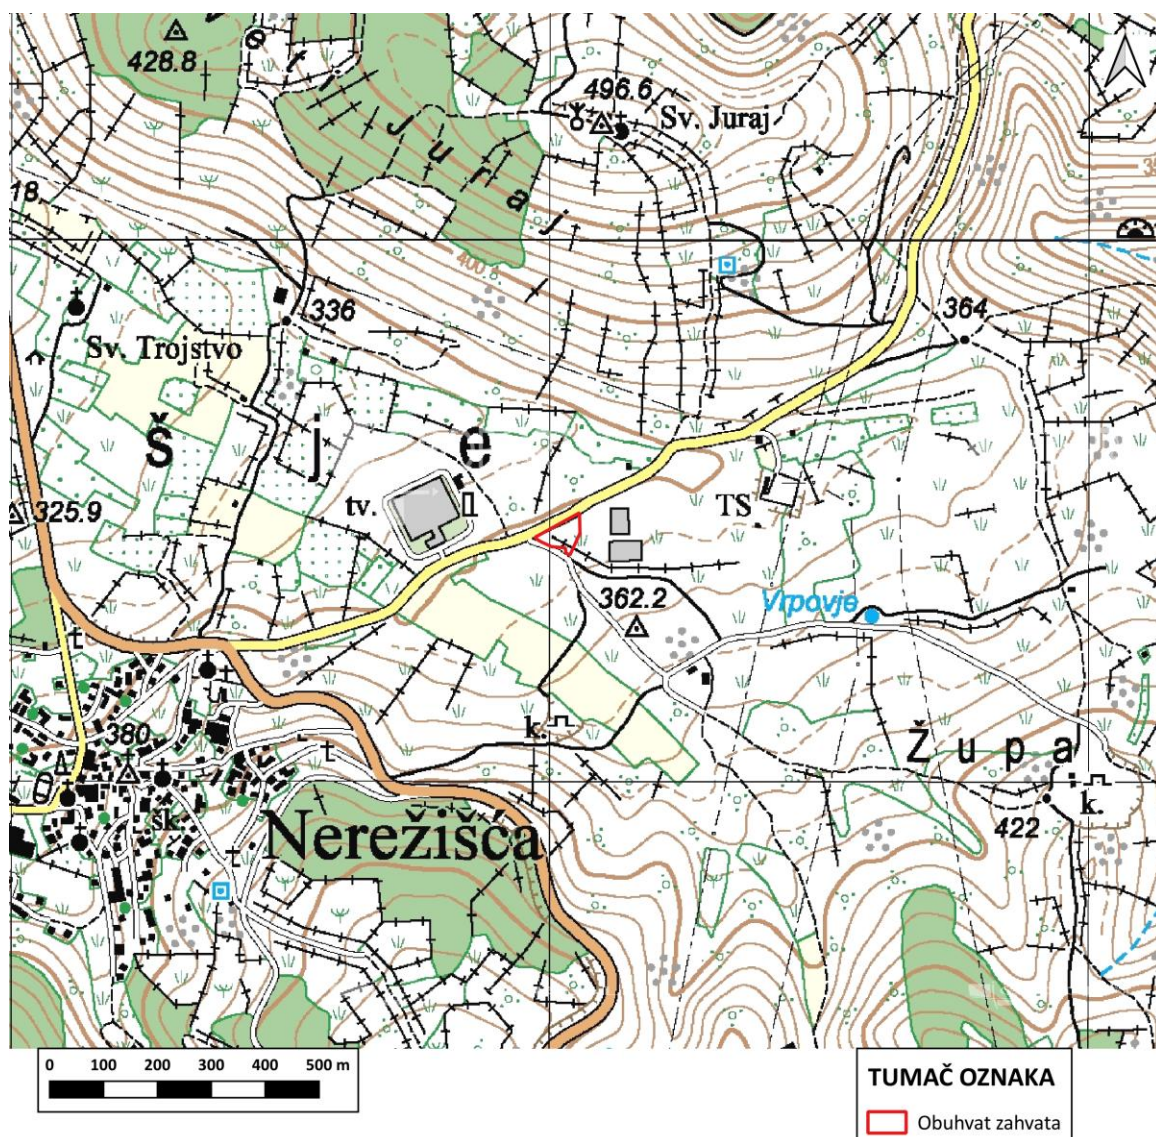 428.8
496.6
Sv. Juraj
J u r a j
18.
400
336
364
Sv. Trojstvo
Š j e
tv.
325.9
TS
362.2
Vrpovje
t
k.
380
Župa
t
k.
Nerežišća
šk.
422
t
0 100 200 300 400 500 m
TUMAČ OZNAKA
Obuhvat zahvata